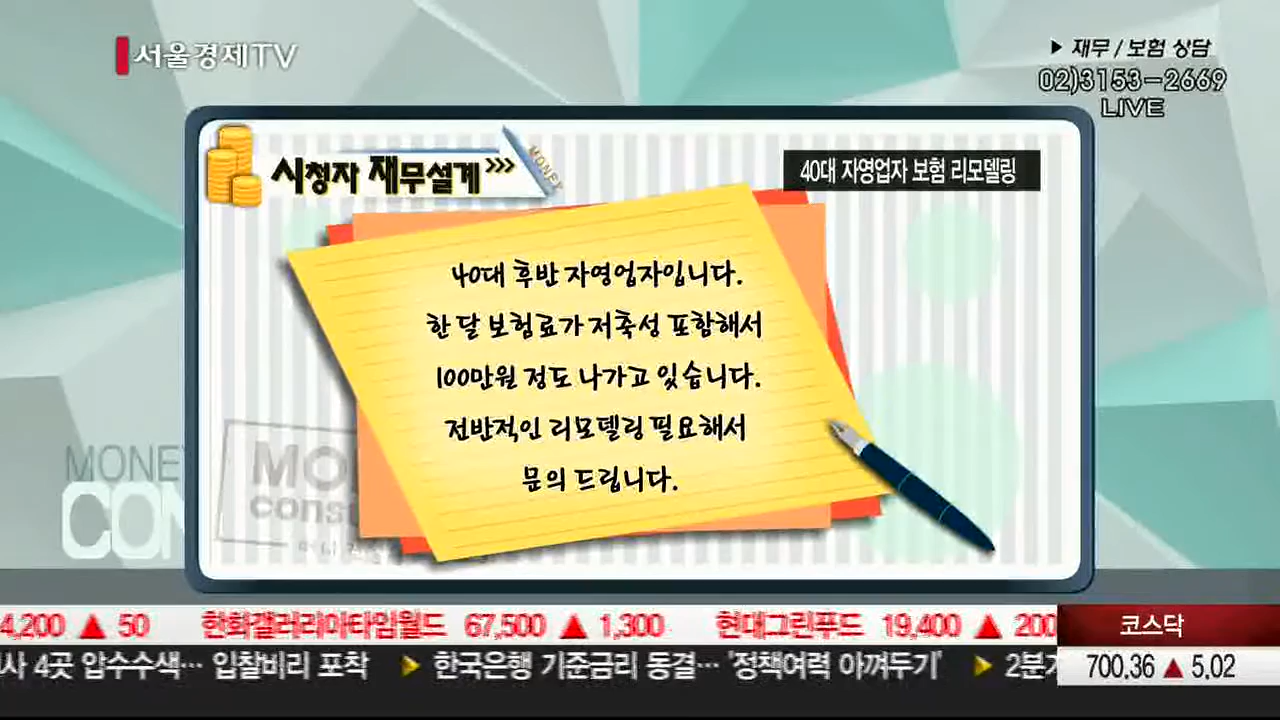 서울경제TV
▶ 재무/보험 상담
02)3153-2669
LIVE
시청자 재무설계 >>>
MONEY
40대 자영업자 보험 리모델링
40대 후반 자영업자입니다.
한 달 보험료가 저축성 포함해서
100만원 정도 나가고 있습니다.
전반적인 리모델링 필요해서
문의 드립니다.
MONEY
CON
MO
cons
4,200 ▲ 50 한화갤러리아타임월드 67,500 ▲ 1,300 현대그린푸드 19,400 ▲ 200
코스닥
사 4곳 압수수색… 입찰비리 포착 ▶ 한국은행 기준금리 동결… '정책여력 아껴두기' ▶ 2분기
700.36 ▲ 5.02